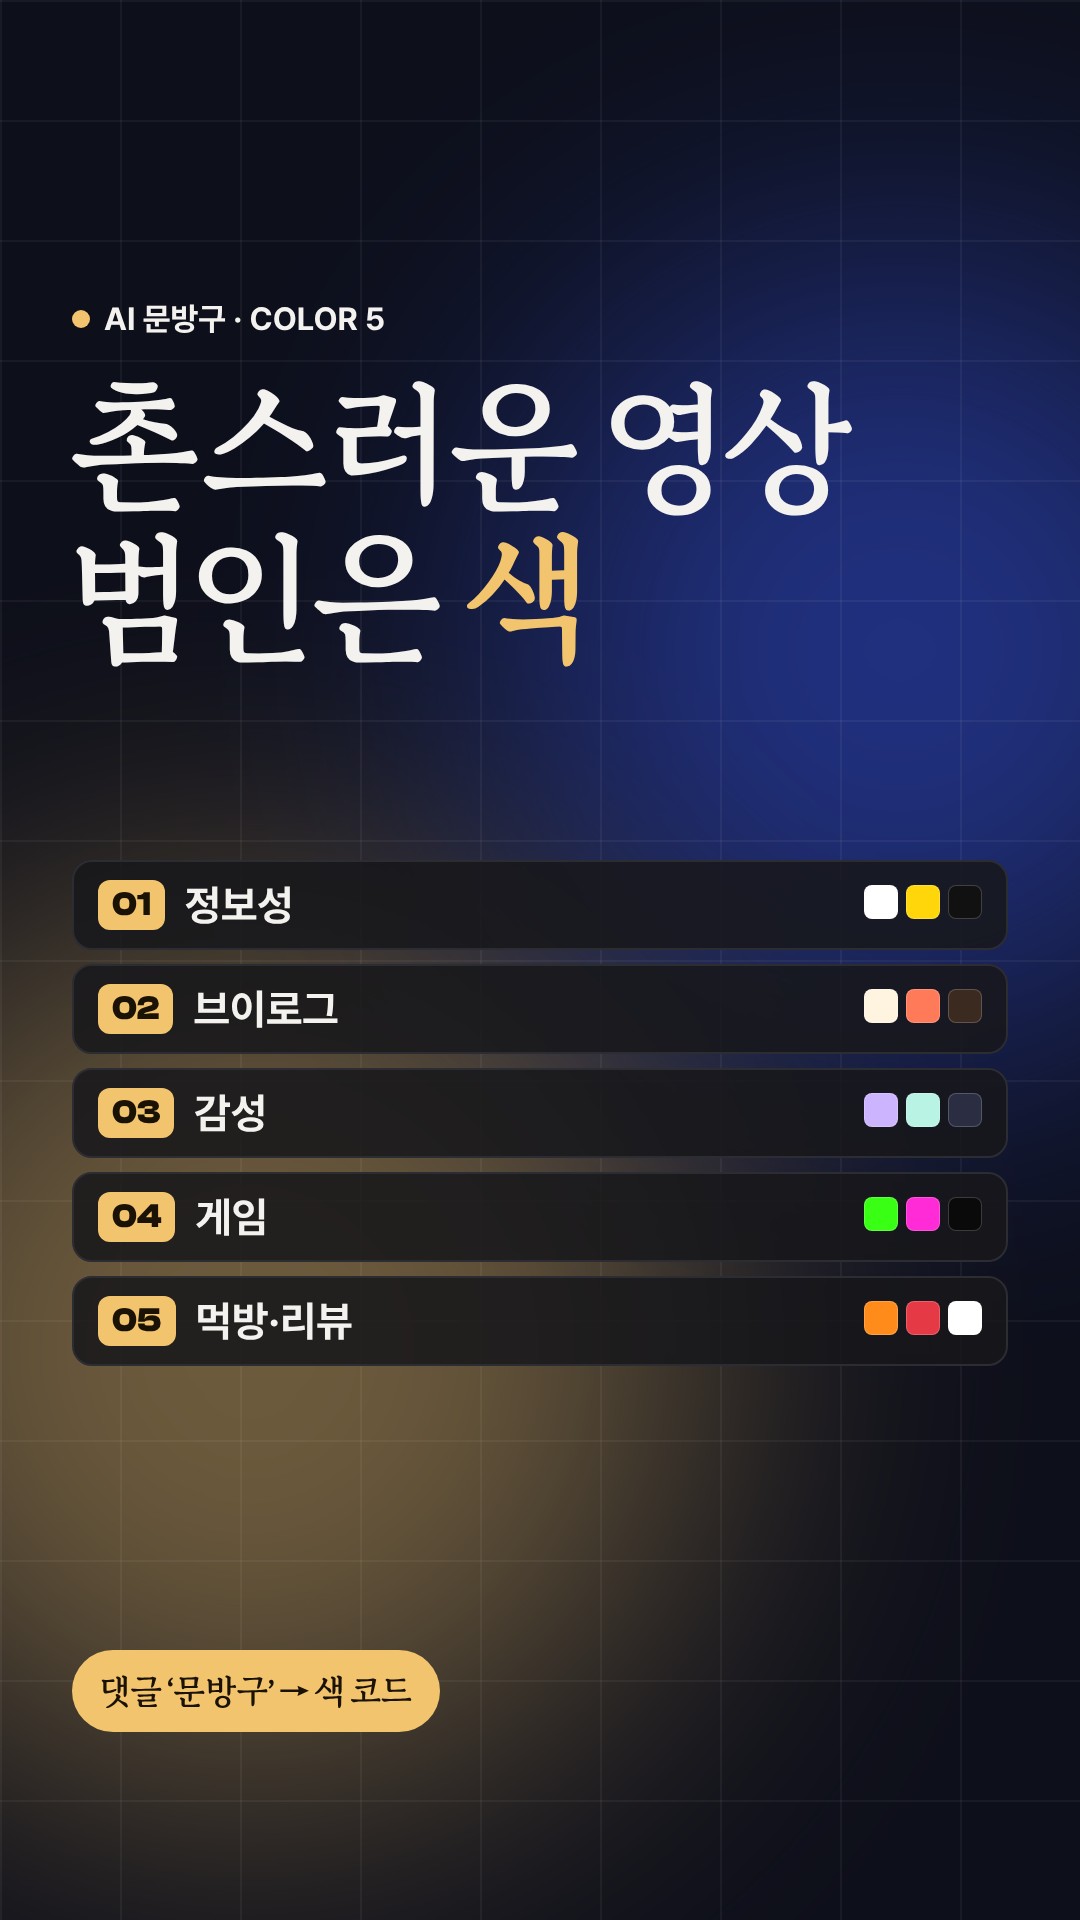 AI 문방구 · COLOR 5
촌스러운 영상
범인은 색
01 정보성
02 브이로그
03 감성
04 게임
05 먹방·리뷰
댓글 ‘문방구’ → 색 코드